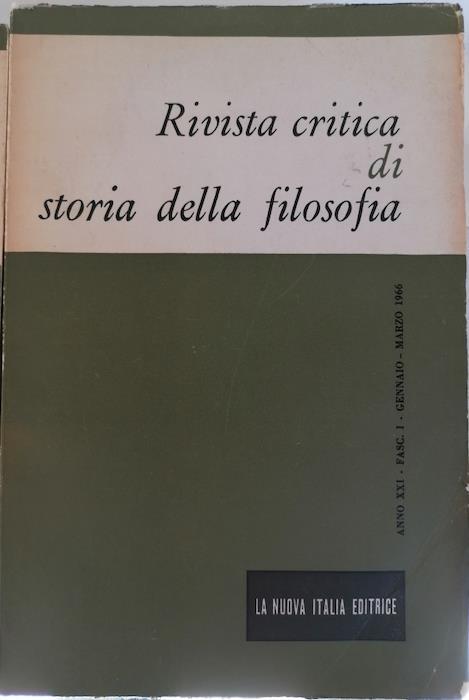 Rivista critica
di
storia della filosofia
ANNO XXI - FASC. I - GENNAIO - MARZO 1966
LA NUOVA ITALIA EDITRICE